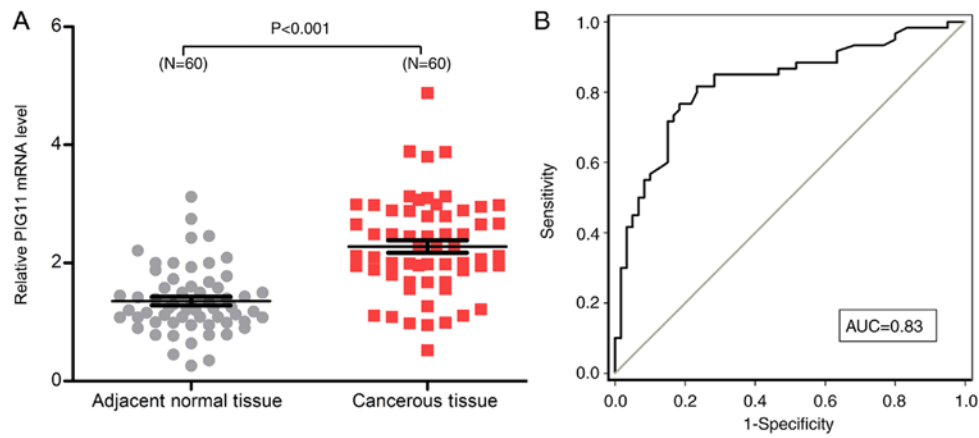 A
P<0.001
(N=60) (N=60)
Relative PIG11 mRNA level
6
4
2
0
Adjacent normal tissue Cancerous tissue
B
Sensitivity
1.0
0.8
0.6
0.4
0.2
0.0
AUC=0.83
0.0 0.2 0.4 0.6 0.8 1.0
1-Specificity